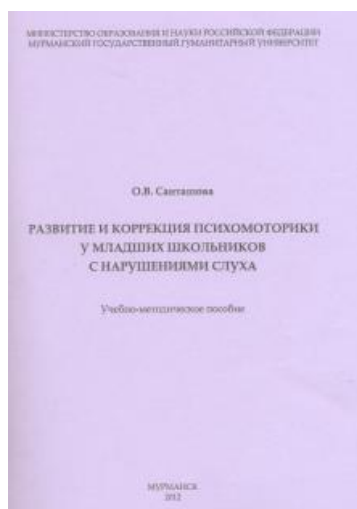 МИНИСТЕРСТВО ОБРАЗОВАНИЯ И НАУКИ РОССИЙСКОЙ ФЕДЕРАЦИИ
МУРМАНСКИЙ ГОСУДАРСТВЕННЫЙ ГУМАНИТАРНЫЙ УНИВЕРСИТЕТ
О.В. Санташова
РАЗВИТИЕ И КОРРЕКЦИЯ ПСИХОМОТОРИКИ
У МЛАДШИХ ШКОЛЬНИКОВ
С НАРУШЕНИЯМИ СЛУХА
Учебно-методическое пособие
МУРМАНСК
2012